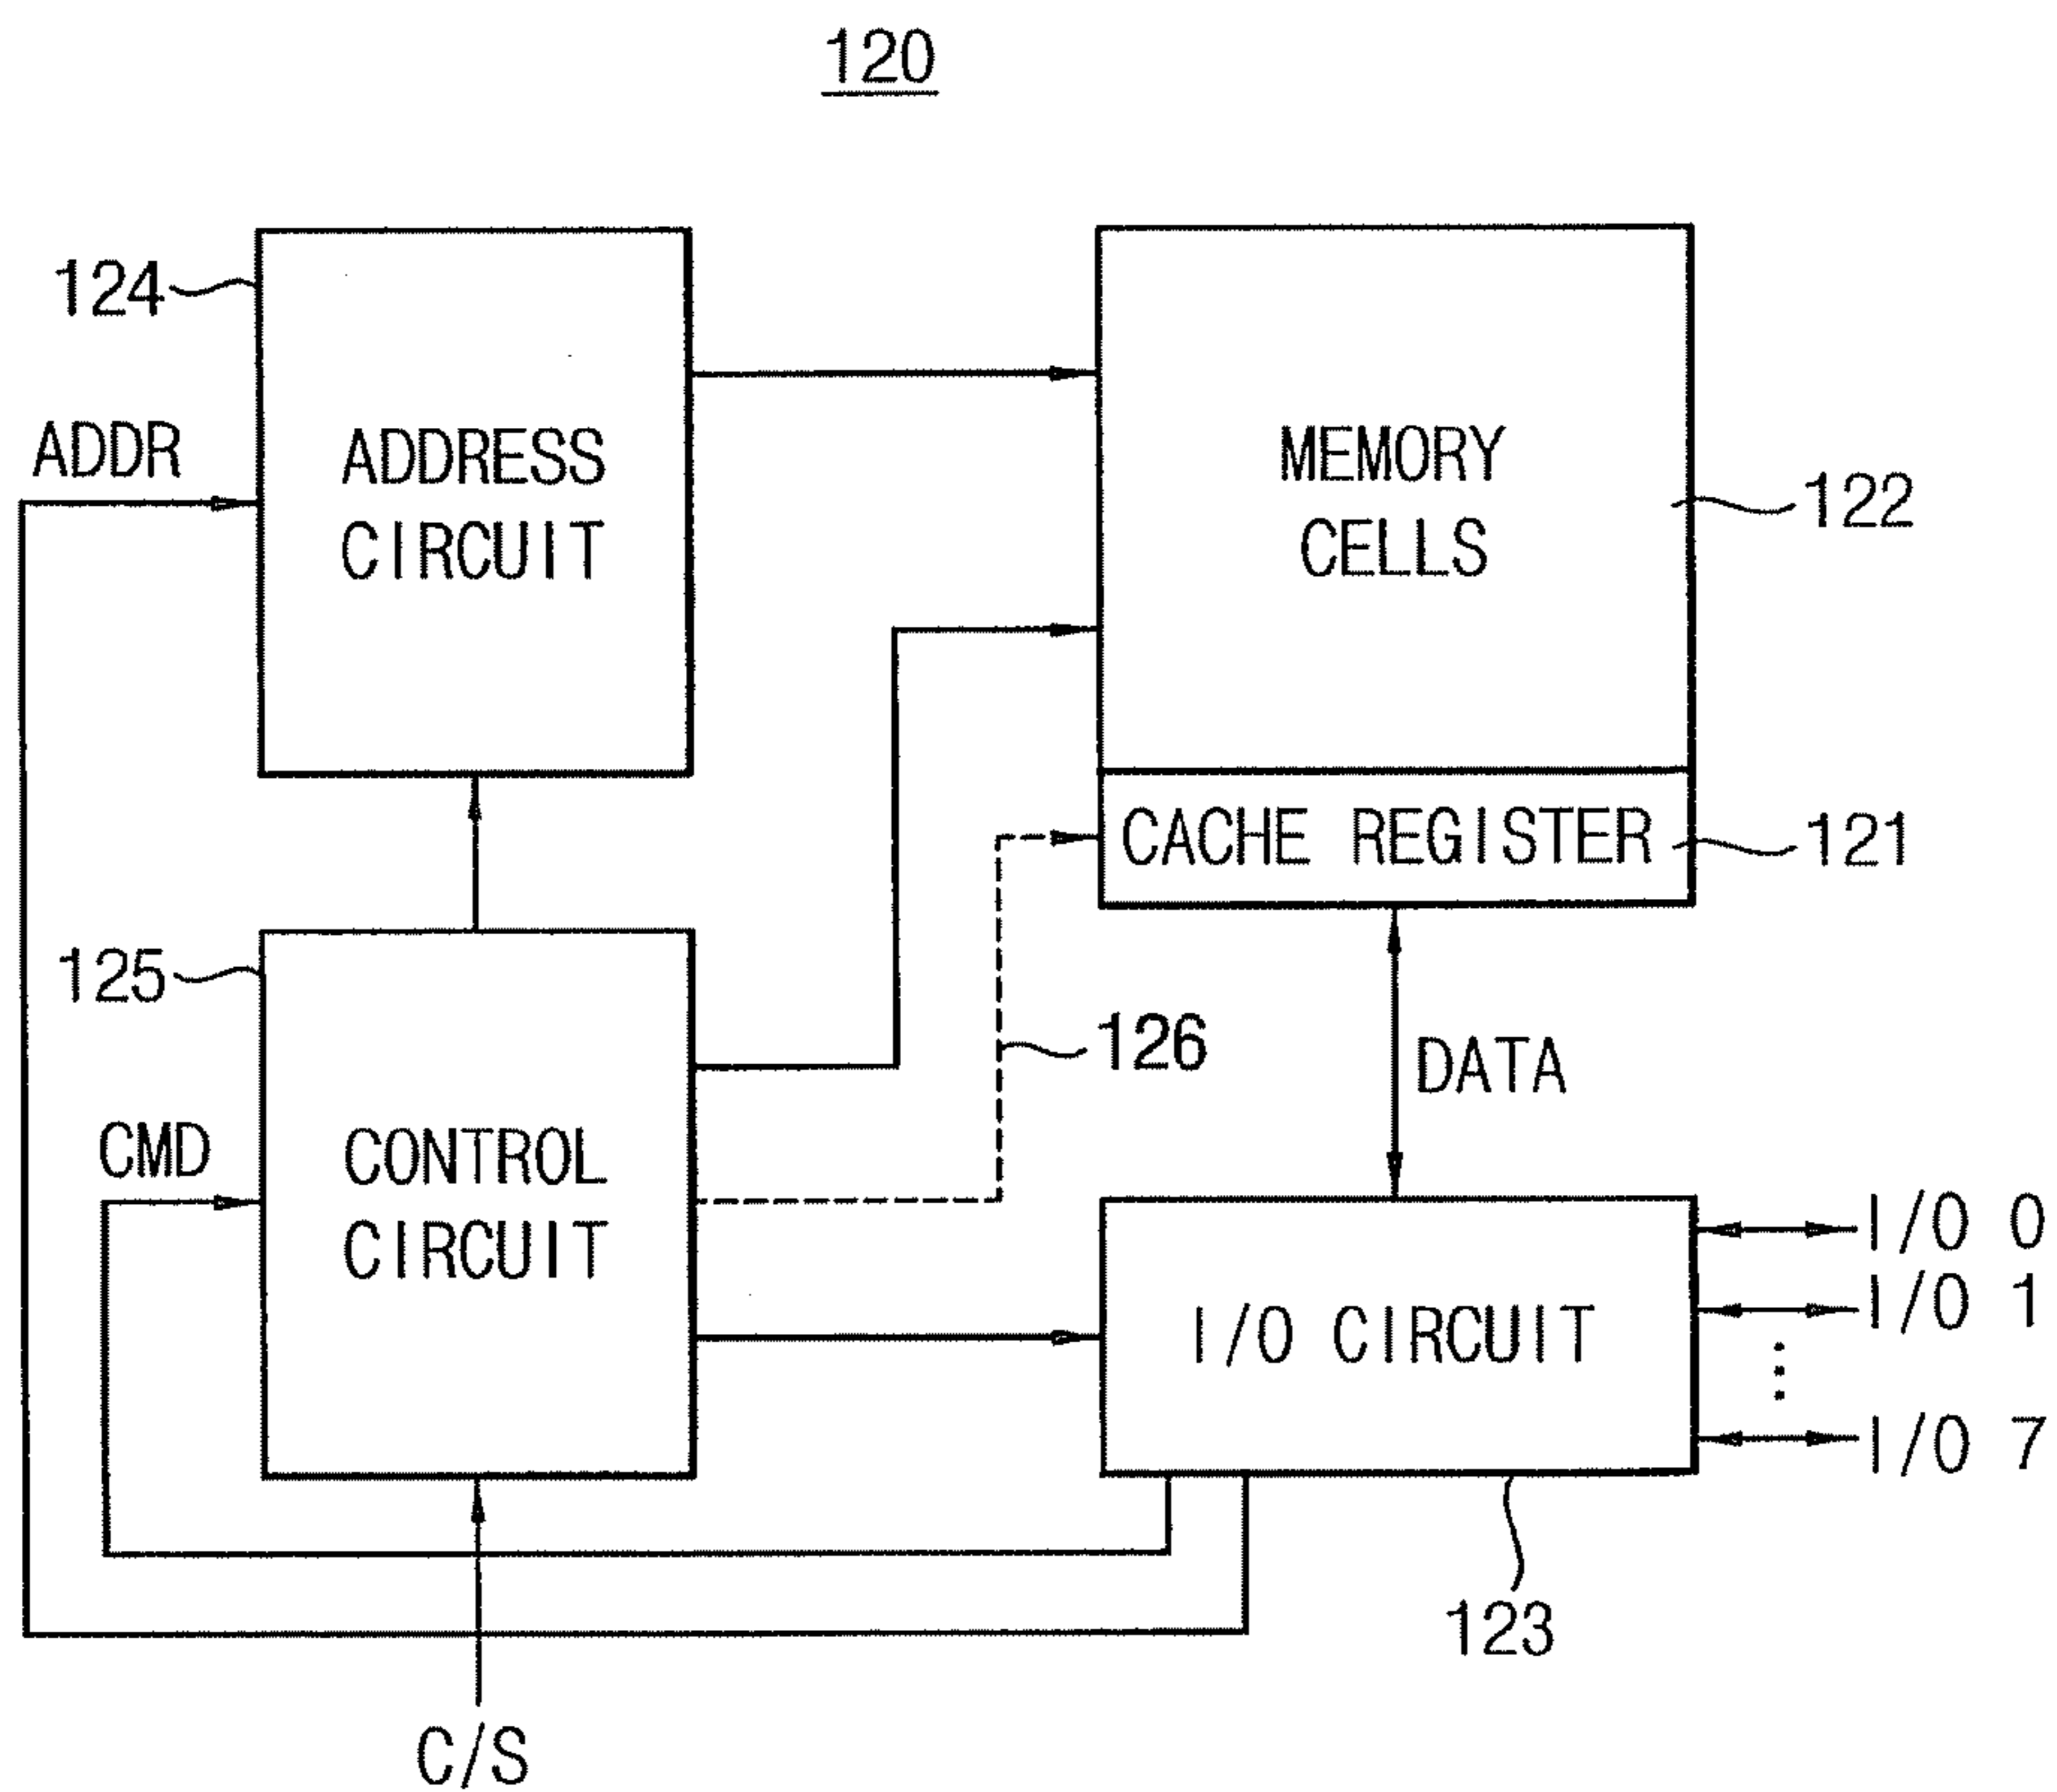 120
124
ADDR
ADDRESS
CIRCUIT
MEMORY
CELLS
122
CACHE REGISTER
121
125
126
DATA
CMD
CONTROL
CIRCUIT
I/O CIRCUIT
I/O 0
I/O 1
I/O 7
123
C/S